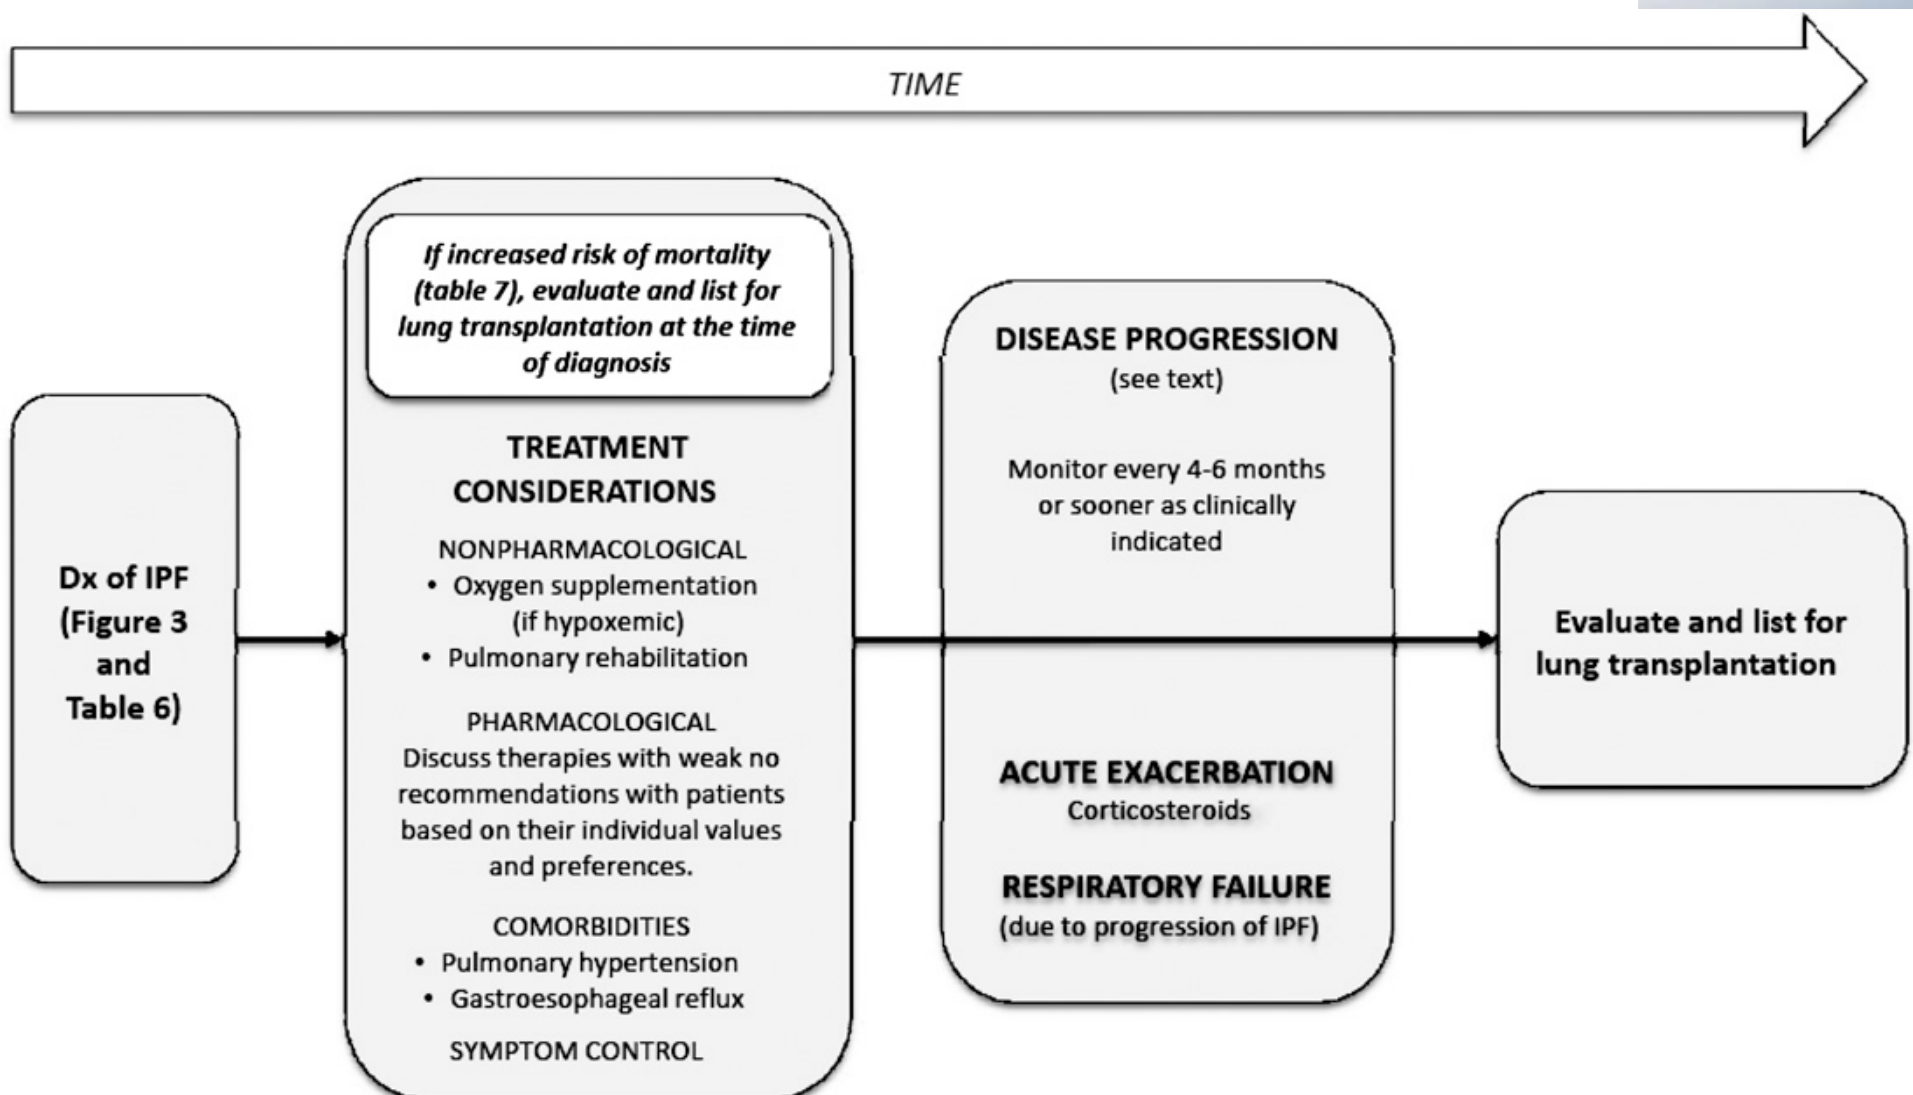 TIME
Dx of IPF
(Figure 3
and
Table 6)
If increased risk of mortality
(table 7), evaluate and list for
lung transplantation at the time
of diagnosis
TREATMENT
CONSIDERATIONS
NONPHARMACOLOGICAL
• Oxygen supplementation
(if hypoxemic)
• Pulmonary rehabilitation
PHARMACOLOGICAL
Discuss therapies with weak no
recommendations with patients
based on their individual values
and preferences.
COMORBIDITIES
• Pulmonary hypertension
• Gastroesophageal reflux
SYMPTOM CONTROL
DISEASE PROGRESSION
(see text)
Monitor every 4-6 months
or sooner as clinically
indicated
ACUTE EXACERBATION
Corticosteroids
RESPIRATORY FAILURE
(due to progression of IPF)
Evaluate and list for
lung transplantation